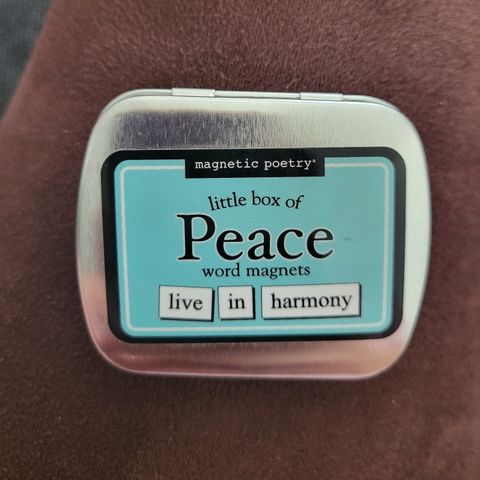 magnetic poetry®
little box of
Peace
word magnets
live in harmony